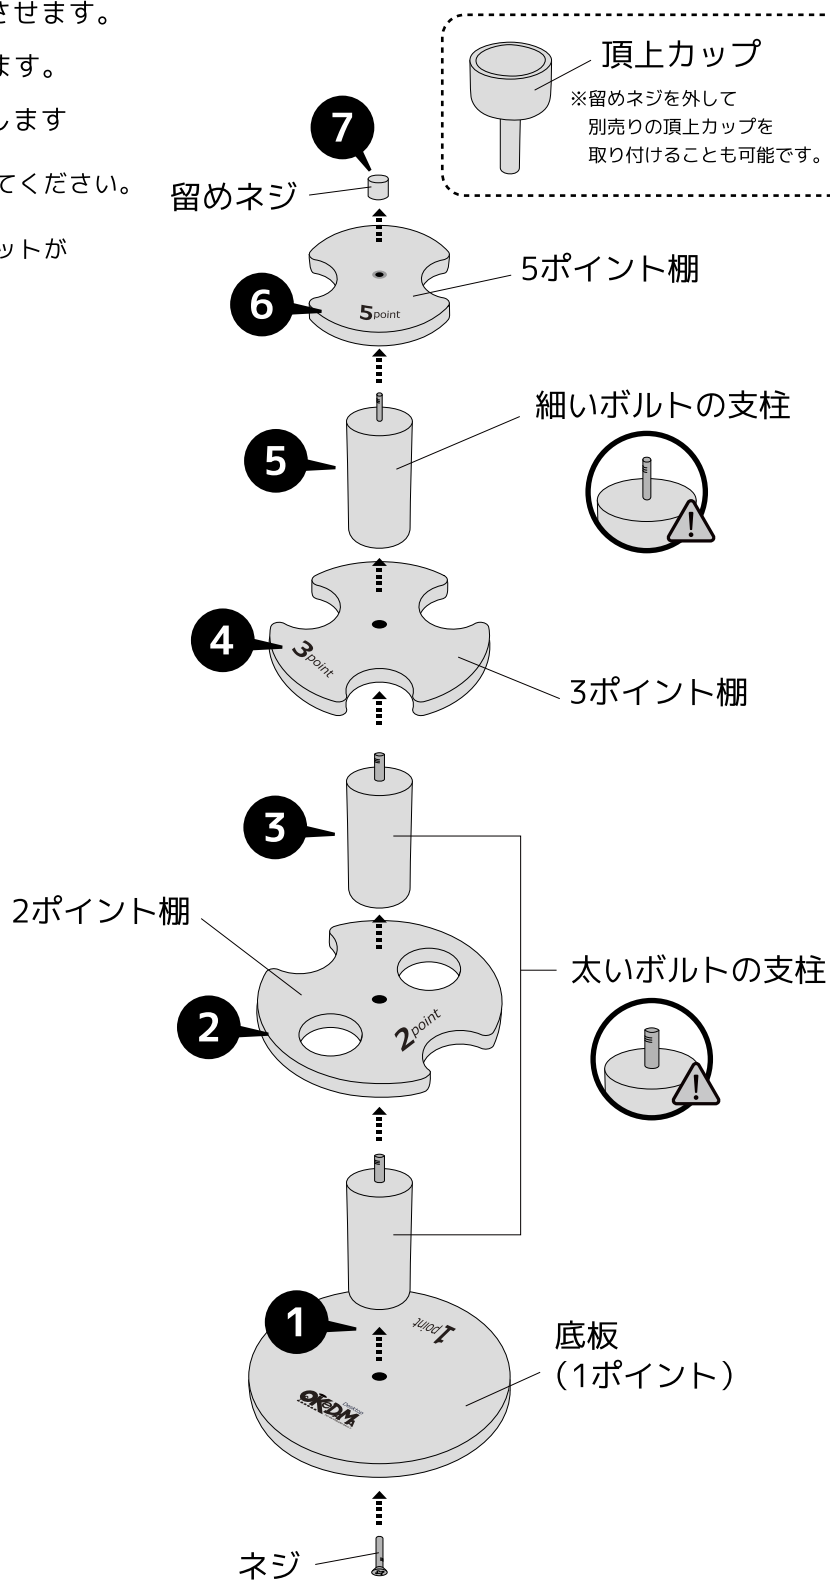 させます。
ます。
します
てください。
ットが
頂上カップ
※留めネジを外して
別売りの頂上カップを
取り付けることも可能です。
7
留めネジ
5ポイント棚
6
5point
細いボルトの支柱
5
!
4
3point
3ポイント棚
3
2ポイント棚
太いボルトの支柱
2
2point
!
1
1point
底板
（1ポイント）
Desktop
OKEDMA
ネジ